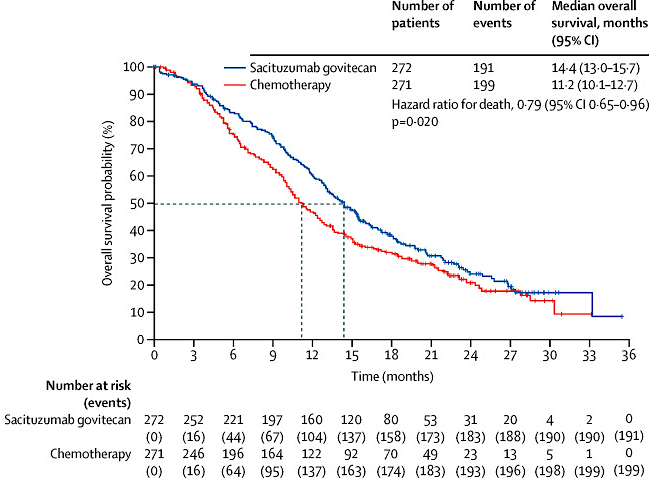 Number of patients Number of events Median overall survival, months (95% CI)
Sacituzumab govitecan 272 191 14·4 (13·0–15·7)
Chemotherapy 271 199 11·2 (10·1–12·7)
Hazard ratio for death, 0·79 (95% CI 0·65–0·96)
p=0·020
Overall survival probability (%)
100
90
80
70
60
50
40
30
20
10
0
0 3 6 9 12 15 18 21 24 27 30 33 36
Time (months)
Number at risk
(events)
Sacituzumab govitecan 272 252 221 197 160 120 80 53 31 20 4 2 0
(0) (16) (44) (67) (104) (137) (158) (173) (183) (188) (190) (190) (191)
Chemotherapy 271 246 196 164 122 92 70 49 23 13 5 1 0
(0) (16) (64) (95) (137) (163) (174) (183) (193) (196) (198) (199) (199)